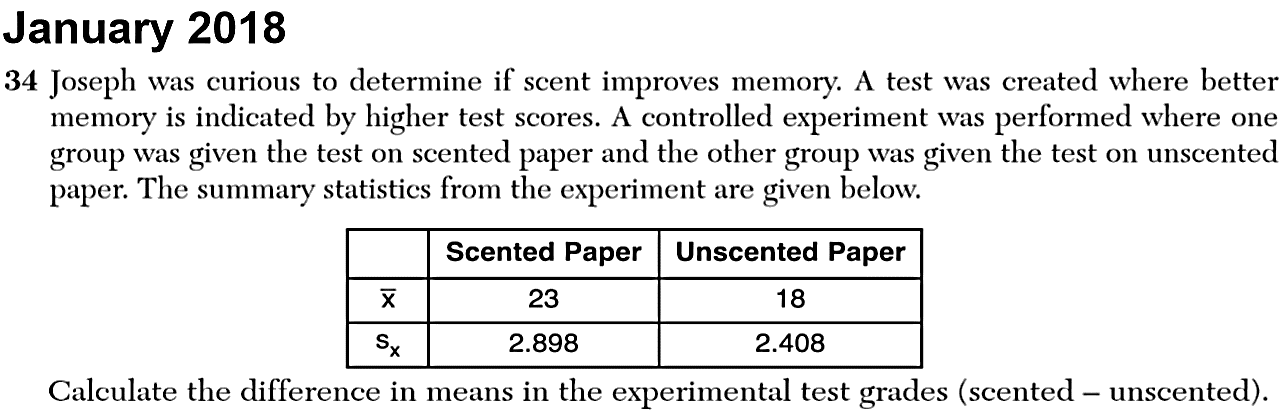 January 2018
34 Joseph was curious to determine if scent improves memory. A test was created where better
memory is indicated by higher test scores. A controlled experiment was performed where one
group was given the test on scented paper and the other group was given the test on unscented
paper. The summary statistics from the experiment are given below.
Scented Paper Unscented Paper
x̄ 23 18
sₓ 2.898 2.408
Calculate the difference in means in the experimental test grades (scented – unscented).